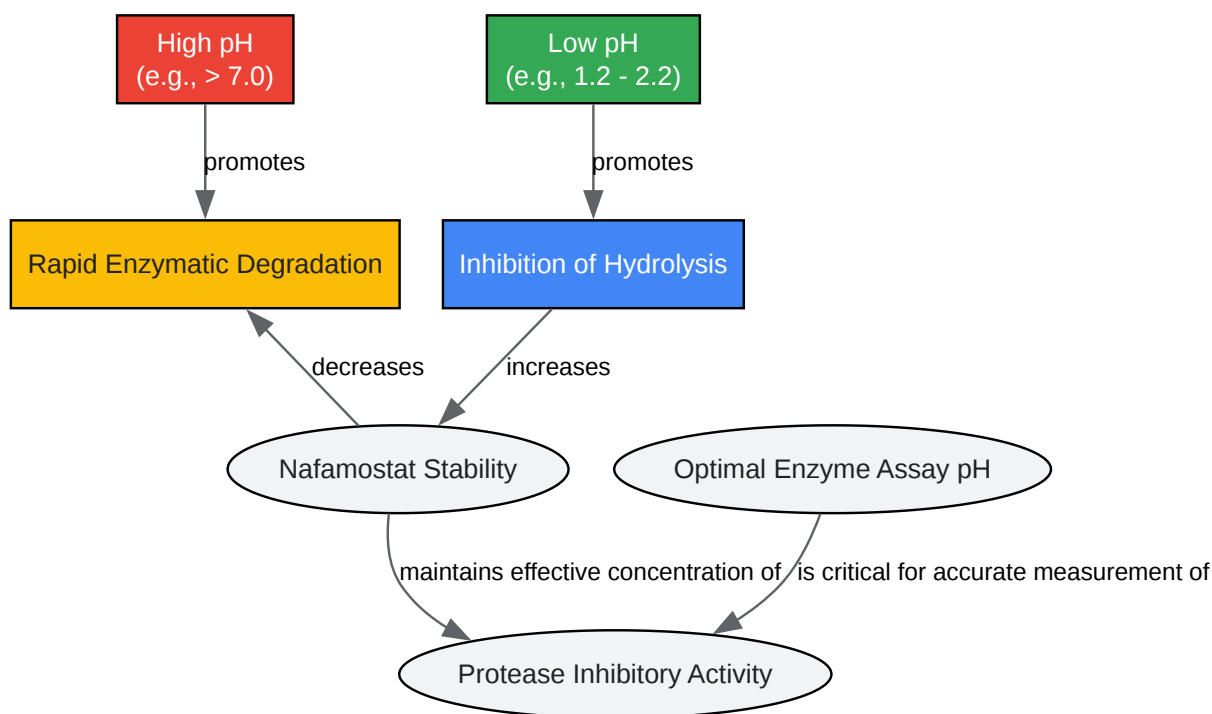 High pH
(e.g., > 7.0)
Low pH
(e.g., 1.2 - 2.2)
promotes
promotes
Rapid Enzymatic Degradation
Inhibition of Hydrolysis
decreases
increases
Nafamostat Stability
Optimal Enzyme Assay pH
maintains effective concentration of
is critical for accurate measurement of
Protease Inhibitory Activity